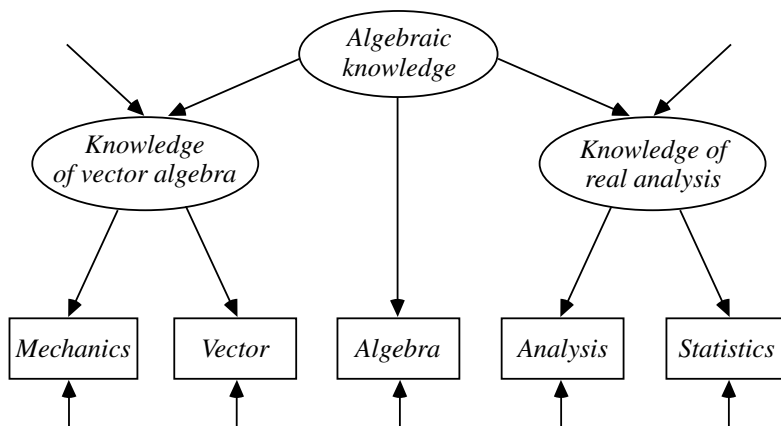 Algebraic
knowledge
Knowledge
of vector algebra
Knowledge of
real analysis
Mechanics
Vector
Algebra
Analysis
Statistics